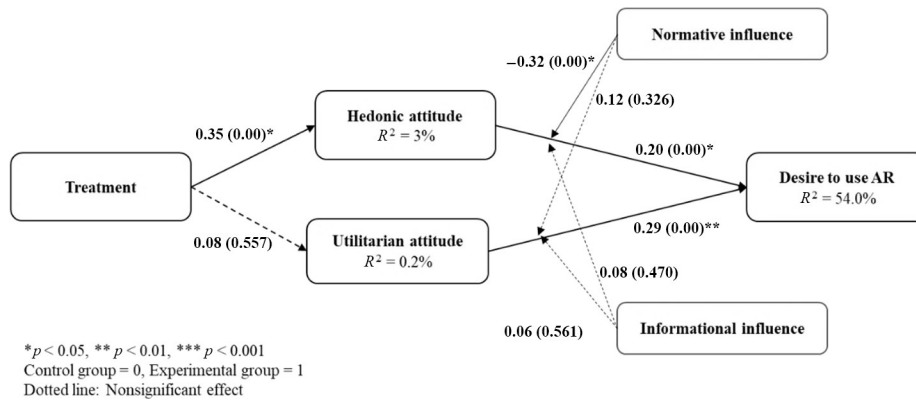 Normative influence
−0.32 (0.00)*
0.12 (0.326)
Hedonic attitude
R² = 3%
0.35 (0.00)*
0.20 (0.00)*
Treatment
Desire to use AR
R² = 54.0%
0.08 (0.557)
Utilitarian attitude
R² = 0.2%
0.29 (0.00)**
0.08 (0.470)
0.06 (0.561)
Informational influence
*p < 0.05, ** p < 0.01, *** p < 0.001
Control group = 0, Experimental group = 1
Dotted line: Nonsignificant effect